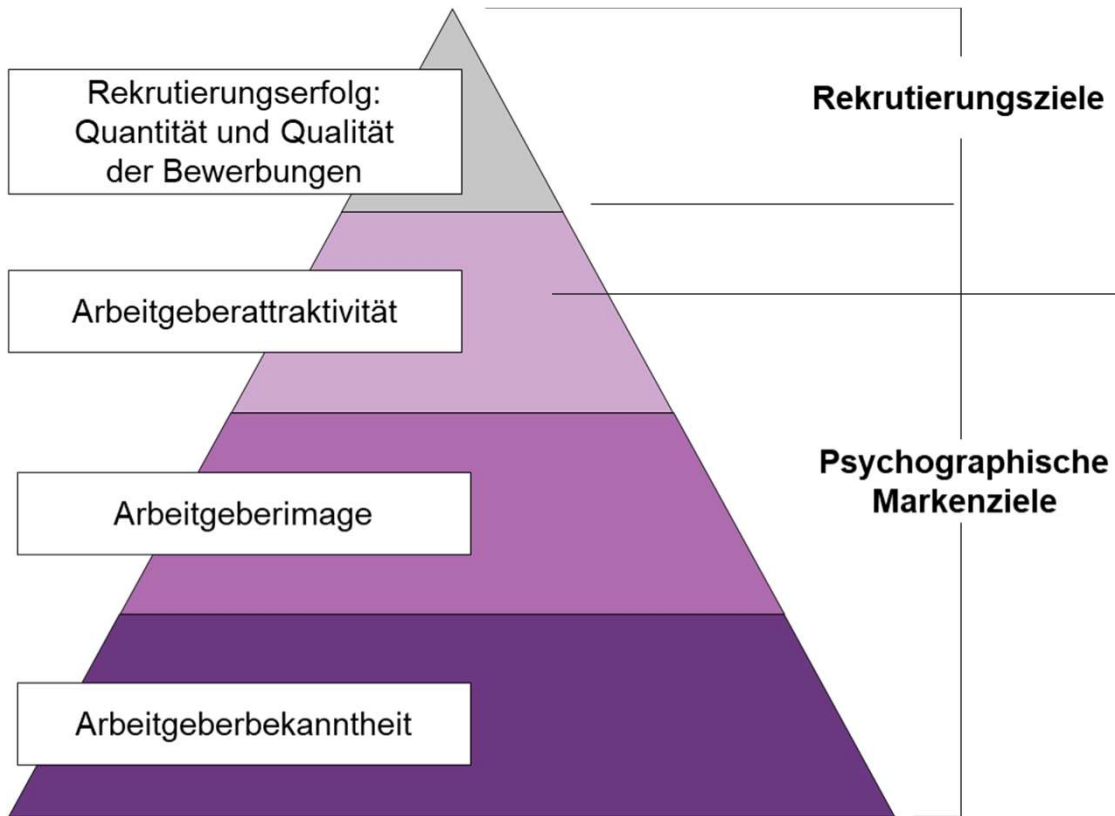 Rekrutierungserfolg:
Quantität und Qualität
der Bewerbungen
Rekrutierungsziele
Arbeitgeberattraktivität
Psychographische
Markenziele
Arbeitgeberimage
Arbeitgeberbekanntheit